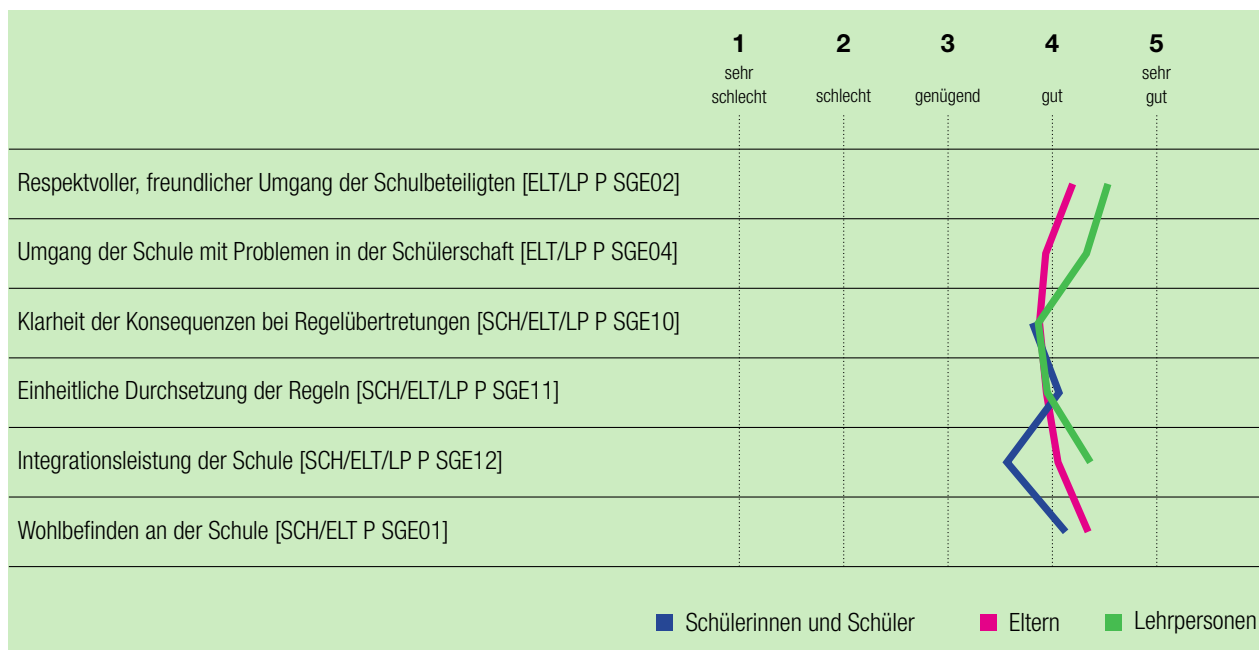 1 2 3 4 5
sehr schlecht schlecht genügend gut sehr gut
Respektvoller, freundlicher Umgang der Schulbeteiligten [ELT/LP P SGE02]
Umgang der Schule mit Problemen in der Schülerschaft [ELT/LP P SGE04]
Klarheit der Konsequenzen bei Regelübertretungen [SCH/ELT/LP P SGE10]
Einheitliche Durchsetzung der Regeln [SCH/ELT/LP P SGE11]
Integrationsleistung der Schule [SCH/ELT/LP P SGE12]
Wohlbefinden an der Schule [SCH/ELT P SGE01]
Schülerinnen und Schüler Eltern Lehrpersonen